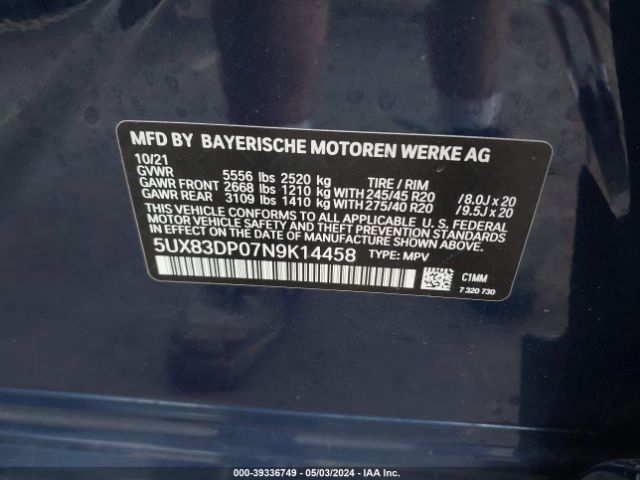 MFD BY BAYERISCHE MOTOREN WERKE AG
10/21
GVWR 5556 lbs 2520 kg TIRE / RIM
GAWR FRONT 2668 lbs 1210 kg WITH 245/45 R20 /8.0J x 20
GAWR REAR 3109 lbs 1410 kg WITH 275/40 R20 /9.5J x 20
THIS VEHICLE CONFORMS TO ALL APPLICABLE U. S. FEDERAL
MOTOR VEHICLE SAFETY, BUMPER, AND THEFT PREVENTION
STANDARDS IN EFFECT ON THE DATE OF MANUFACTURE SHOWN ABOVE.
5UX83DP07N9K14458 TYPE: MPV
C1MM
7 320 730
000-39336749 - 05/03/2024 - IAA Inc.